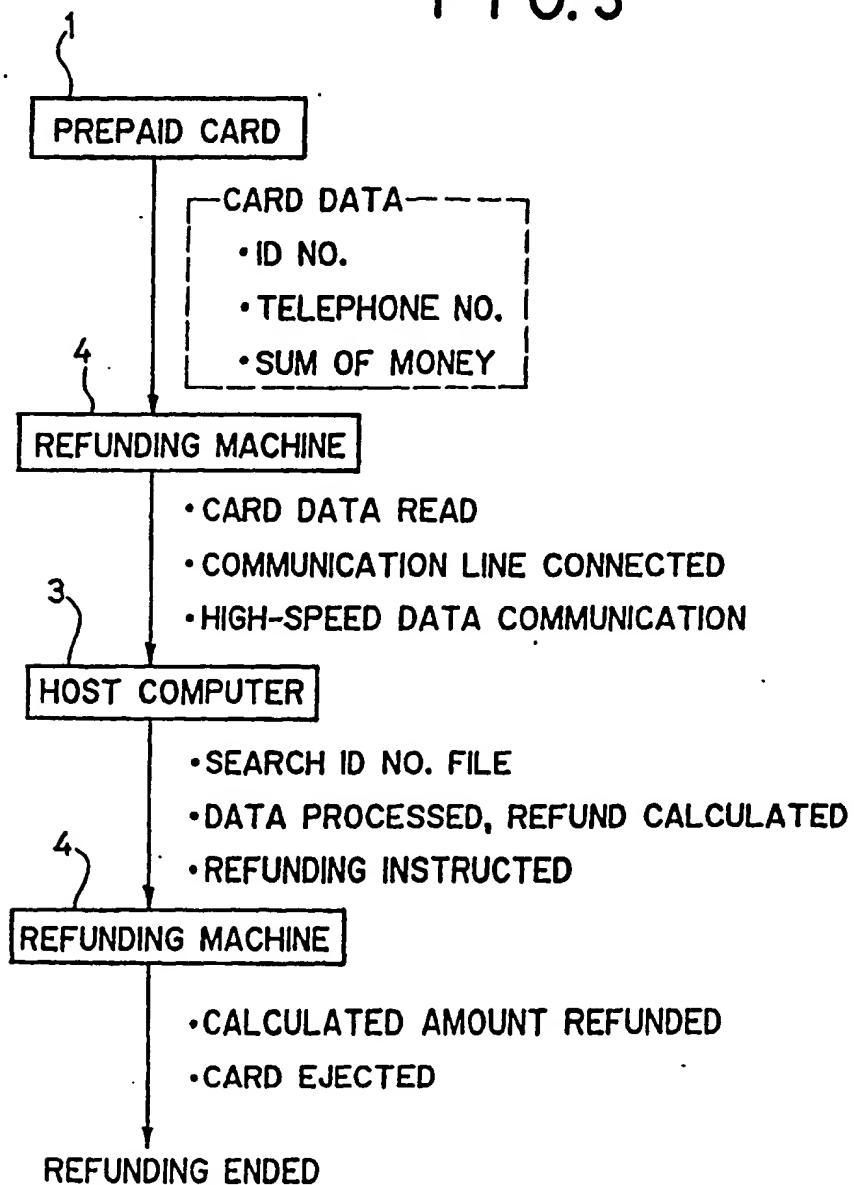 FIG. 3
1
PREPAID CARD
CARD DATA
•ID NO.
•TELEPHONE NO.
•SUM OF MONEY
4
REFUNDING MACHINE
•CARD DATA READ
•COMMUNICATION LINE CONNECTED
•HIGH-SPEED DATA COMMUNICATION
3
HOST COMPUTER
•SEARCH ID NO. FILE
•DATA PROCESSED, REFUND CALCULATED
•REFUNDING INSTRUCTED
4
REFUNDING MACHINE
•CALCULATED AMOUNT REFUNDED
•CARD EJECTED
REFUNDING ENDED